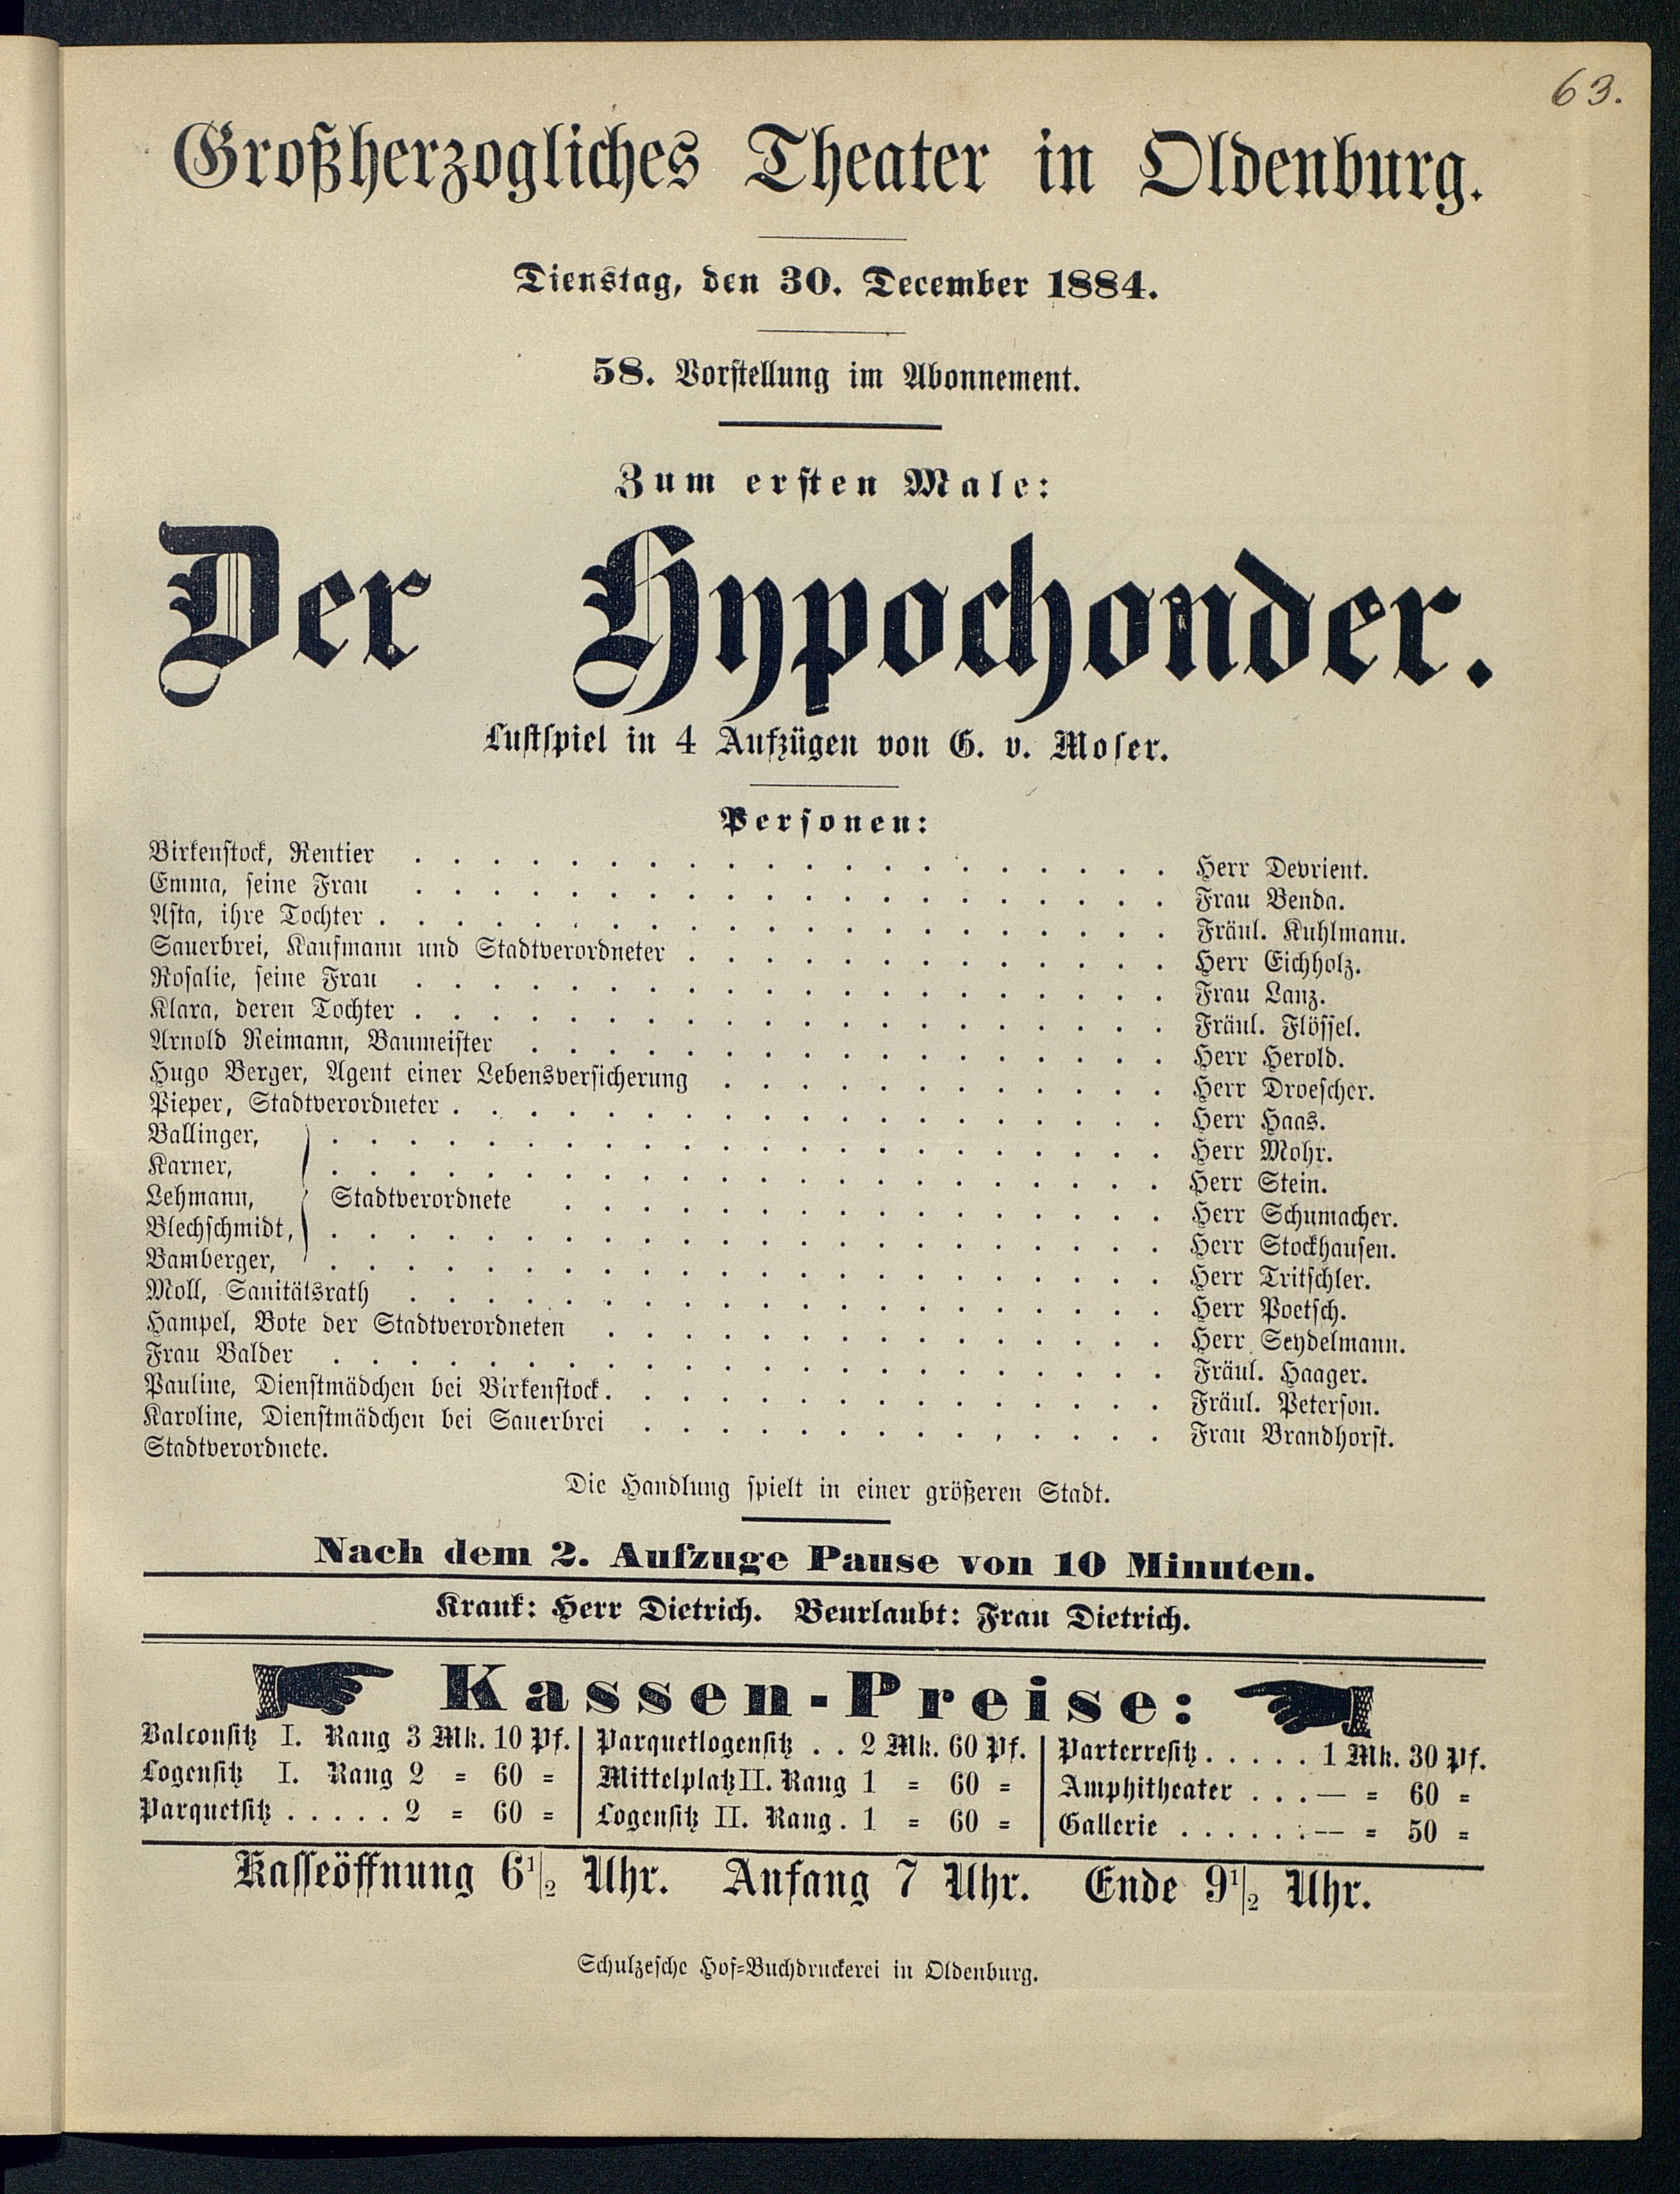 63.
Großherzogliches Theater in Oldenburg.
Dienstag, den 30. December 1884.
58. Vorstellung im Abonnement.
Zum ersten Male:
Der Hypochonder.
Lustspiel in 4 Aufzügen von G. v. Moser.
Personen:
Birkenstock, Rentier . . . . . . . . . . Herr Devrient.
Emma, seine Frau . . . . . . . . . . Frau Benda.
Asta, ihre Tochter . . . . . . . . . . Fräul. Kuhlmann.
Sauerbrei, Kaufmann und Stadtverordneter . . . . . . . . . . Herr Eichholz.
Rosalie, seine Frau . . . . . . . . . . Frau Lanz.
Klara, deren Tochter . . . . . . . . . . Fräul. Flössel.
Arnold Reimann, Baumeister . . . . . . . . . . Herr Herold.
Hugo Berger, Agent einer Lebensversicherung . . . . . . . . . . Herr Droescher.
Pieper, Stadtverordneter . . . . . . . . . . Herr Haas.
Ballinger, . . . . . . . . . . Herr Mohr.
Karner, . . . . . . . . . . Herr Stein.
Lehmann, Stadtverordnete . . . . . . . . . . Herr Schumacher.
Blechschmidt, . . . . . . . . . . Herr Stockhausen.
Bamberger, . . . . . . . . . . Herr Tritschler.
Moll, Sanitätsrath . . . . . . . . . . Herr Poetsch.
Hampel, Bote der Stadtverordneten . . . . . . . . . . Herr Seydelmann.
Frau Balder . . . . . . . . . . Fräul. Haager.
Pauline, Dienstmädchen bei Birkenstock . . . . . . . . . . Fräul. Peterson.
Karoline, Dienstmädchen bei Sauerbrei . . . . . . . . . . Frau Brandhorst.
Stadtverordnete.
Die Handlung spielt in einer größeren Stadt.
Nach dem 2. Aufzuge Pause von 10 Minuten.
Krank: Herr Dietrich. Beurlaubt: Frau Dietrich.
Kassen-Preise:
Balconsitz I. Rang 3 Mk. 10 Pf. | Parquetlogensitz . . 2 Mk. 60 Pf. | Parterresitz . . . . . 1 Mk. 30 Pf.
Logensitz I. Rang 2 = 60 = | Mittelplatz II. Rang 1 = 60 = | Amphitheater . . . — = 60 =
Parquetsitz . . . . . 2 = 60 = | Logensitz II. Rang . 1 = 60 = | Gallerie . . . . . . — = 50 =
Kasseöffnung 6½ Uhr. Anfang 7 Uhr. Ende 9½ Uhr.
Schulzesche Hof=Buchdruckerei in Oldenburg.